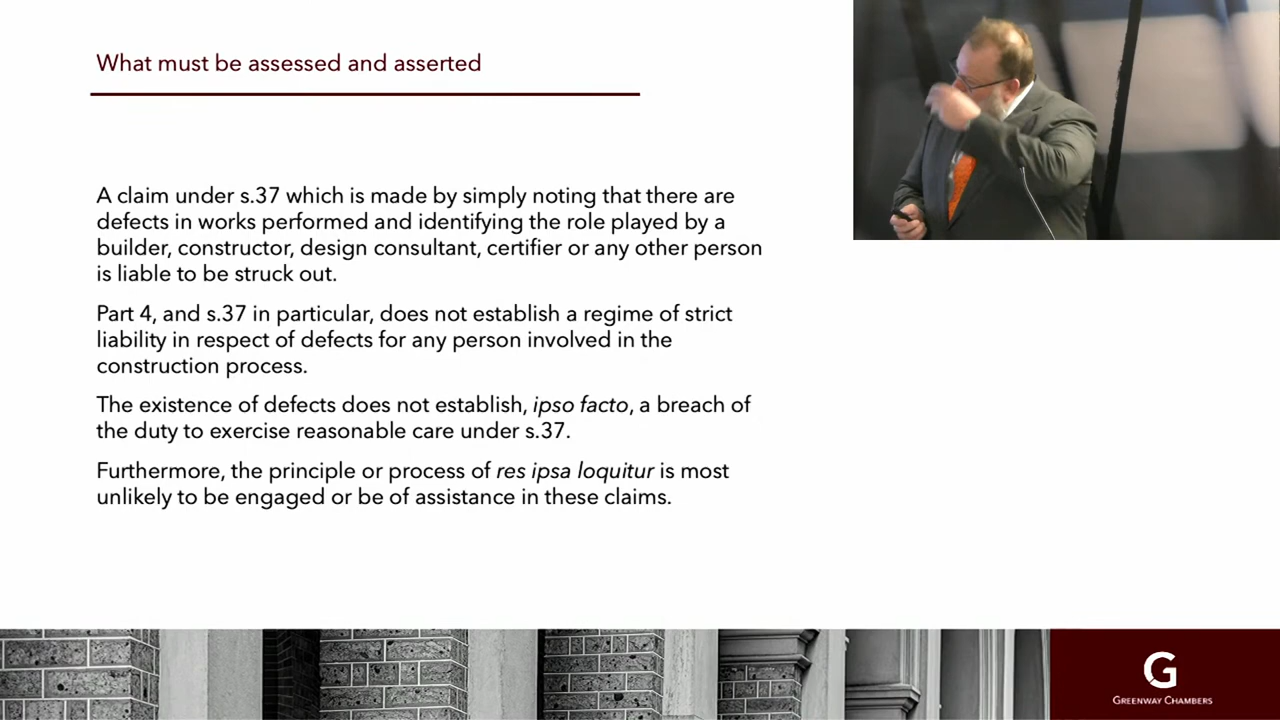 What must be assessed and asserted
A claim under s.37 which is made by simply noting that there are
defects in works performed and identifying the role played by a
builder, constructor, design consultant, certifier or any other person
is liable to be struck out.
Part 4, and s.37 in particular, does not establish a regime of strict
liability in respect of defects for any person involved in the
construction process.
The existence of defects does not establish, ipso facto, a breach of
the duty to exercise reasonable care under s.37.
Furthermore, the principle or process of res ipsa loquitur is most
unlikely to be engaged or be of assistance in these claims.
G
GREENWAY CHAMBERS